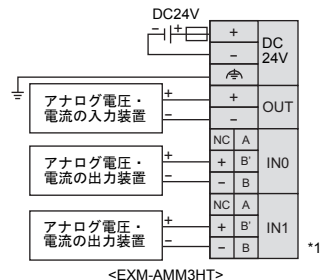 DC24V
- +
+
-
DC
24V
アナログ電圧・
電流の入力装置
+
-
+
-
OUT
アナログ電圧・
電流の出力装置
+
-
NC A
+ B'
- B
IN0
アナログ電圧・
電流の出力装置
+
-
NC A
+ B'
- B
IN1
*1
<EXM-AMM3HT>